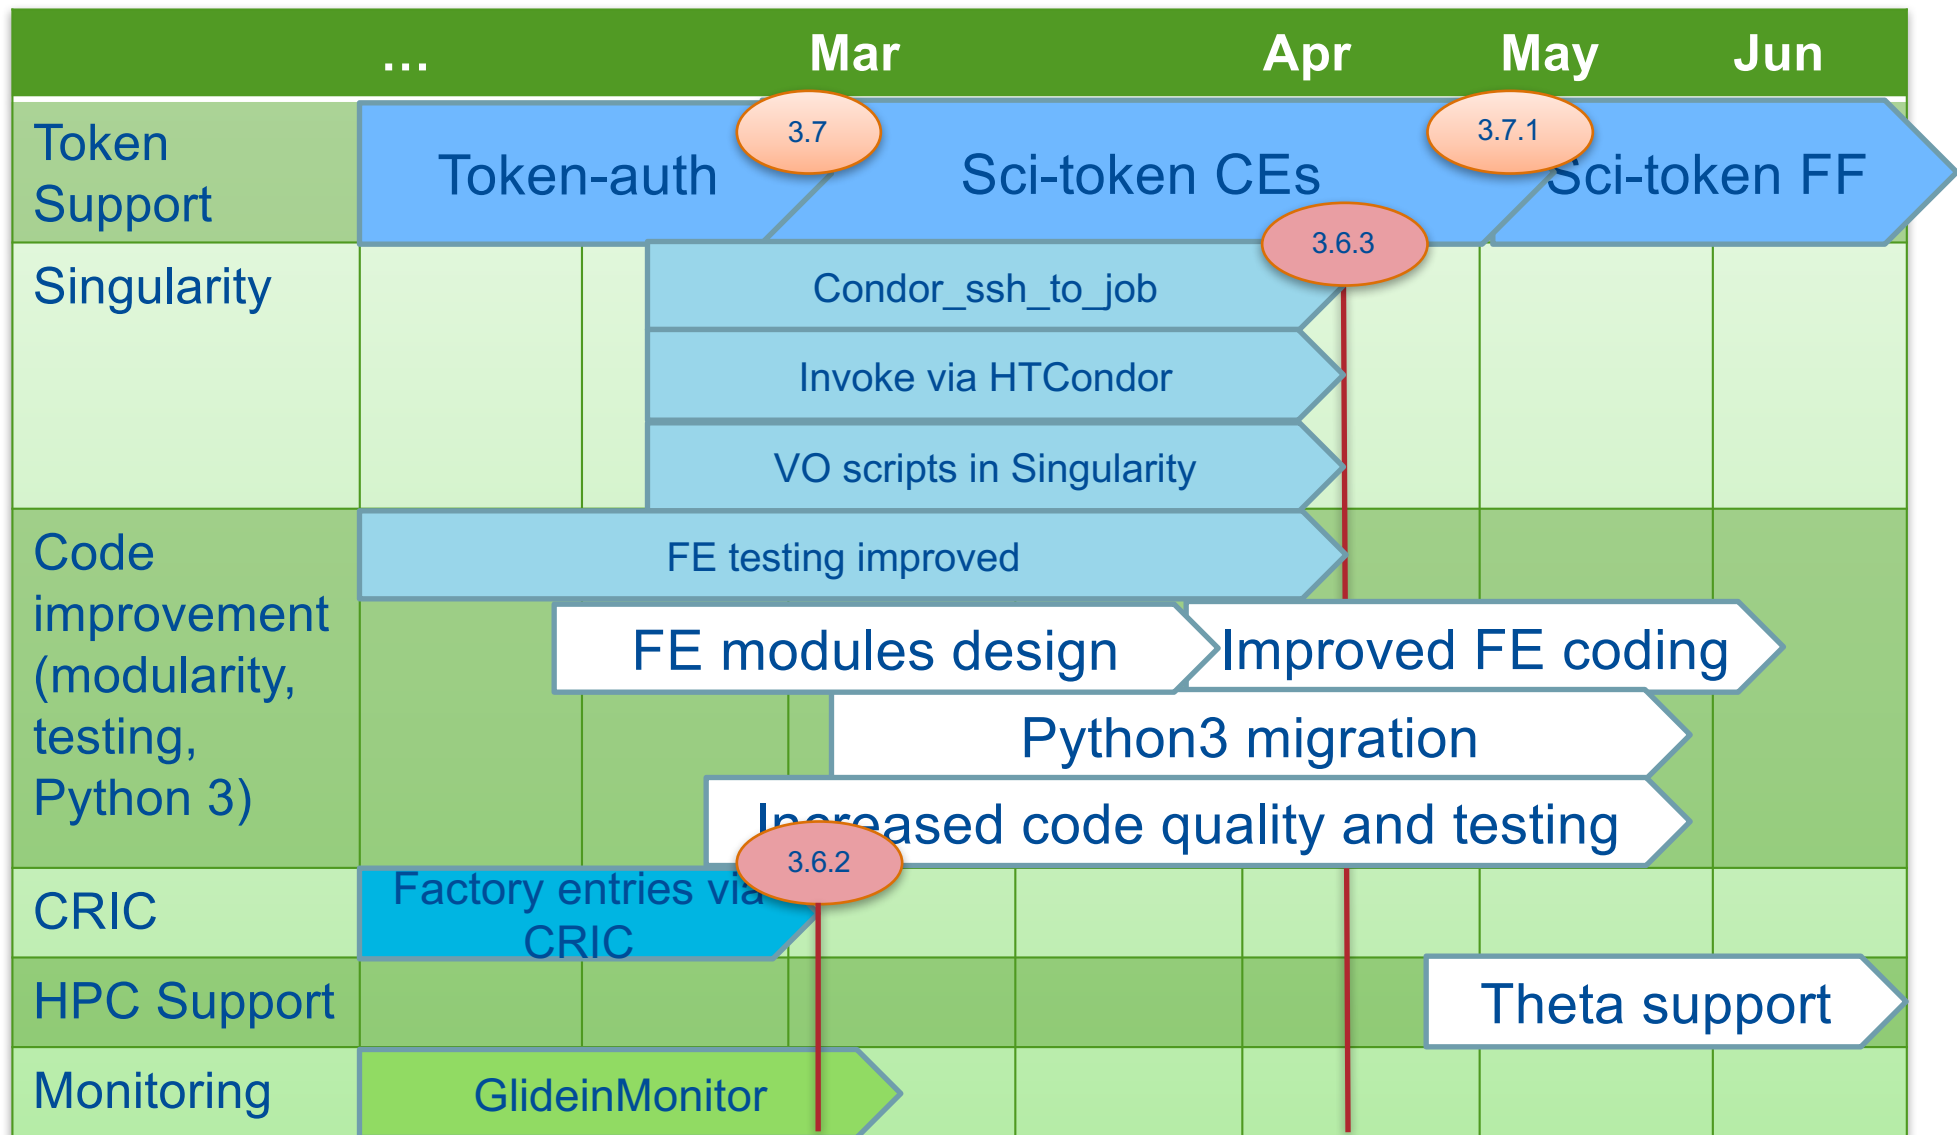 … Mar Apr May Jun
Token
Support
Token-auth
3.7
Sci-token CEs
3.7.1
Sci-token FF
Singularity
3.6.3
Condor_ssh_to_job
Invoke via HTCondor
VO scripts in Singularity
Code
improvement
(modularity,
testing,
Python 3)
FE testing improved
FE modules design
Improved FE coding
Python3 migration
Increased code quality and testing
3.6.2
CRIC
Factory entries via
CRIC
HPC Support
Theta support
Monitoring
GlideinMonitor